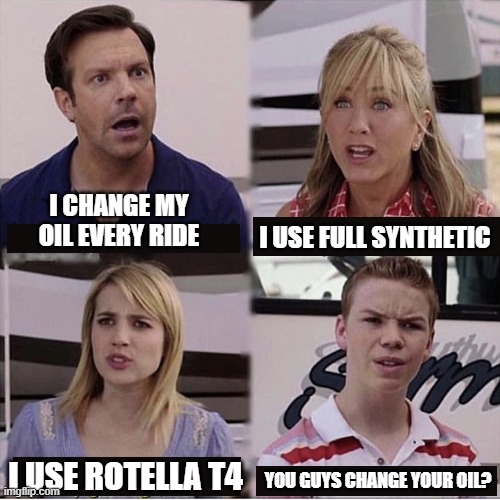 I CHANGE MY
OIL EVERY RIDE
I USE FULL SYNTHETIC
I USE ROTELLA T4
YOU GUYS CHANGE YOUR OIL?
imgflip.com